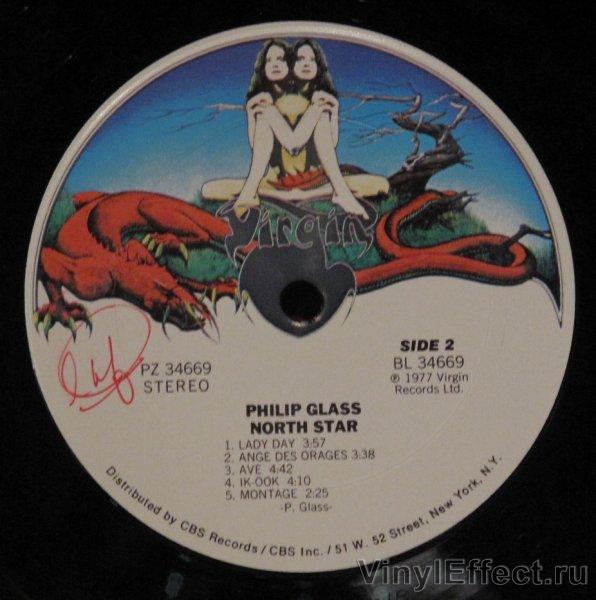 Virgin
PZ 34669
STEREO
SIDE 2
BL 34669
℗ 1977 Virgin
Records Ltd.
PHILIP GLASS
NORTH STAR
1. LADY DAY 3:57
2. ANGE DES ORAGES 3:38
3. AVE 4:42
4. IK-OOK 4:10
5. MONTAGE 2:25
-P. Glass-
Distributed by CBS Records / CBS Inc. / 51 W. 52 Street, New York, N.Y.
VinylEffect.ru